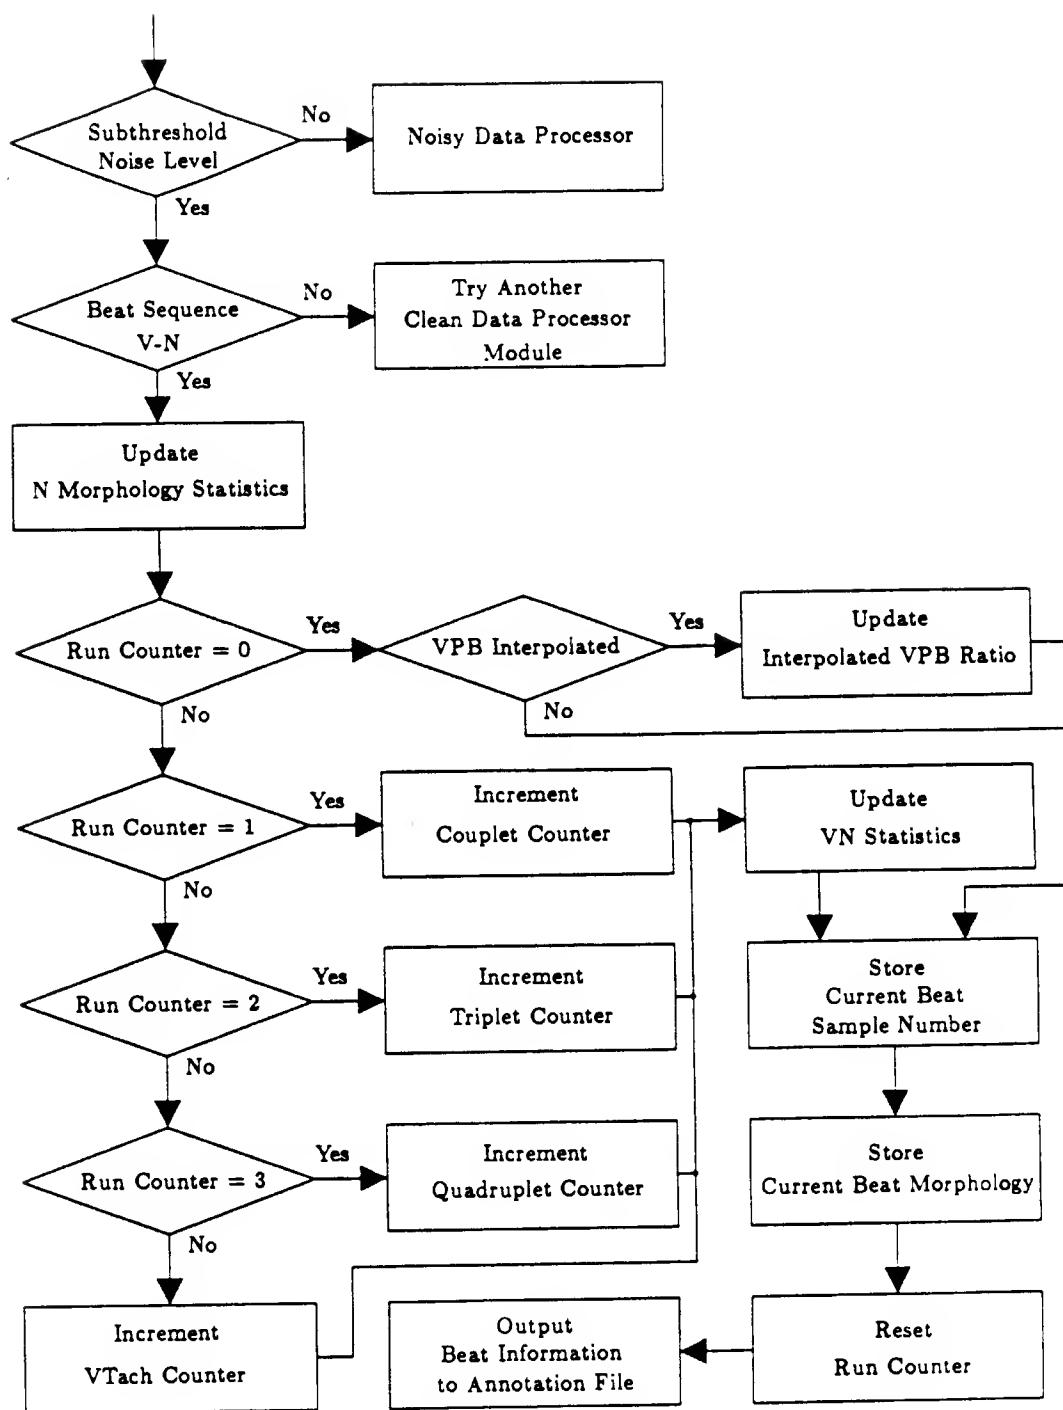 Subthreshold
Noise Level
No
Noisy Data Processor
Yes
Beat Sequence
V-N
No
Try Another
Clean Data Processor
Module
Yes
Update
N Morphology Statistics
Run Counter = 0
Yes
VPB Interpolated
Yes
Update
Interpolated VPB Ratio
No
No
Run Counter = 1
Yes
Increment
Couplet Counter
Update
VN Statistics
No
Run Counter = 2
Yes
Increment
Triplet Counter
Store
Current Beat
Sample Number
No
Run Counter = 3
Yes
Increment
Quadruplet Counter
Store
Current Beat Morphology
No
Increment
VTach Counter
Output
Beat Information
to Annotation File
Reset
Run Counter